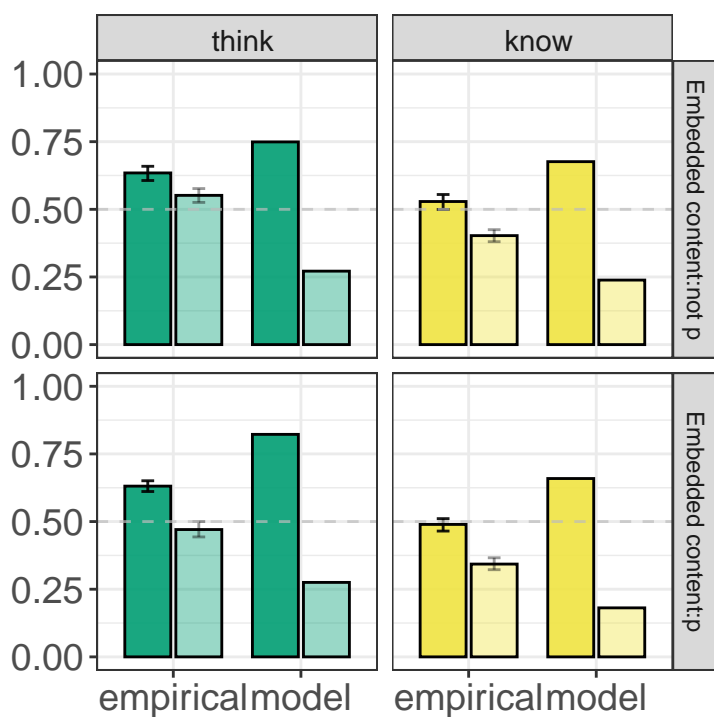 think
know
1.00
0.75
0.50
0.25
0.00
Embedded content:not p
1.00
0.75
0.50
0.25
0.00
Embedded content:p
empirical model
empirical model